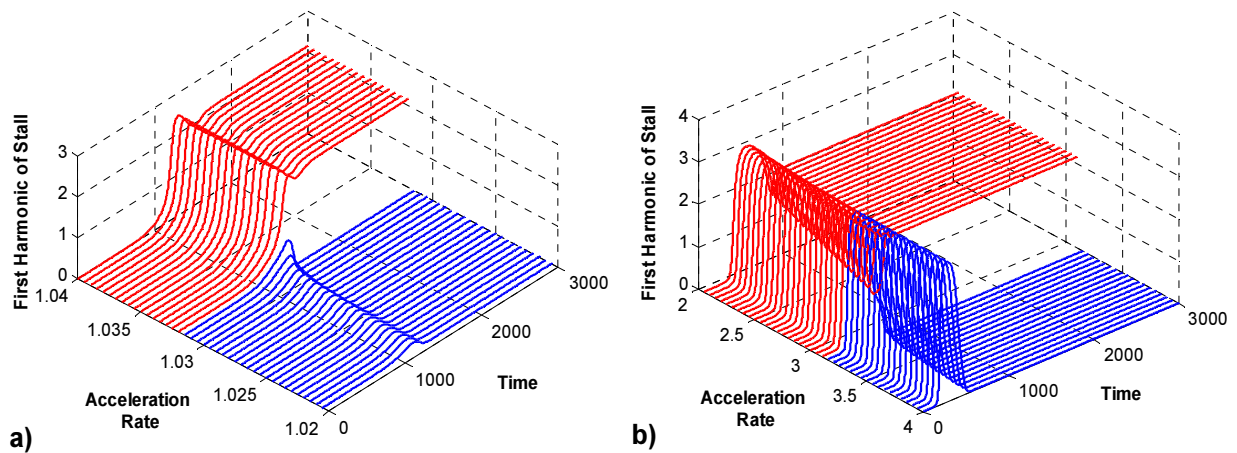 First Harmonic of Stall
3
2
1
0
1.04
1.035
1.03
1.025
1.02
0
1000
2000
3000
Acceleration
Rate
Time
a)
First Harmonic of Stall
4
3
2
1
0
2
2.5
3
3.5
4
0
1000
2000
3000
Acceleration
Rate
Time
b)